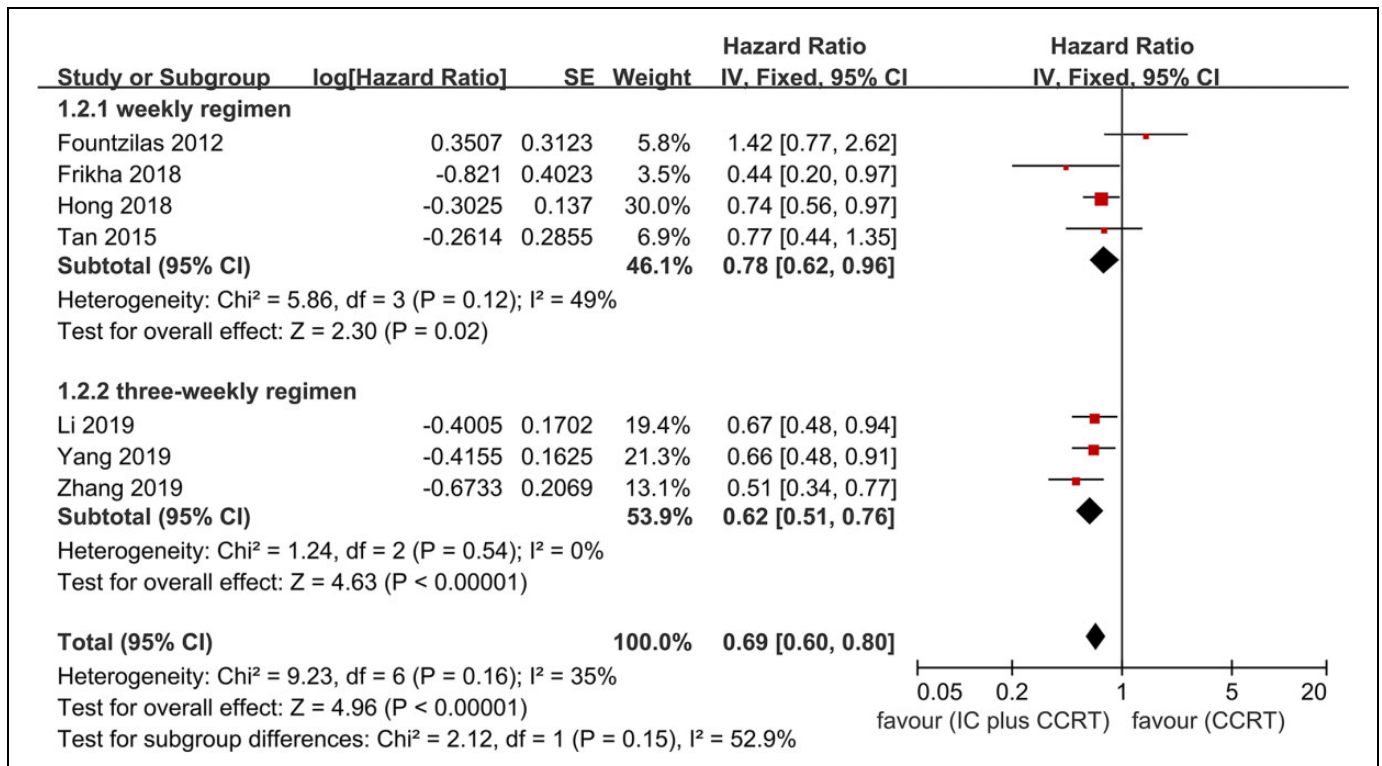 Hazard Ratio Hazard Ratio
Study or Subgroup log[Hazard Ratio] SE Weight IV, Fixed, 95% CI IV, Fixed, 95% CI
1.2.1 weekly regimen
Fountzilas 2012 0.3507 0.3123 5.8% 1.42 [0.77, 2.62]
Frikha 2018 -0.821 0.4023 3.5% 0.44 [0.20, 0.97]
Hong 2018 -0.3025 0.137 30.0% 0.74 [0.56, 0.97]
Tan 2015 -0.2614 0.2855 6.9% 0.77 [0.44, 1.35]
Subtotal (95% CI) 46.1% 0.78 [0.62, 0.96]
Heterogeneity: Chi² = 5.86, df = 3 (P = 0.12); I² = 49%
Test for overall effect: Z = 2.30 (P = 0.02)
1.2.2 three-weekly regimen
Li 2019 -0.4005 0.1702 19.4% 0.67 [0.48, 0.94]
Yang 2019 -0.4155 0.1625 21.3% 0.66 [0.48, 0.91]
Zhang 2019 -0.6733 0.2069 13.1% 0.51 [0.34, 0.77]
Subtotal (95% CI) 53.9% 0.62 [0.51, 0.76]
Heterogeneity: Chi² = 1.24, df = 2 (P = 0.54); I² = 0%
Test for overall effect: Z = 4.63 (P < 0.00001)
Total (95% CI) 100.0% 0.69 [0.60, 0.80]
Heterogeneity: Chi² = 9.23, df = 6 (P = 0.16); I² = 35%
Test for overall effect: Z = 4.96 (P < 0.00001)
Test for subgroup differences: Chi² = 2.12, df = 1 (P = 0.15), I² = 52.9%
0.05 0.2 1 5 20
favour (IC plus CCRT) favour (CCRT)